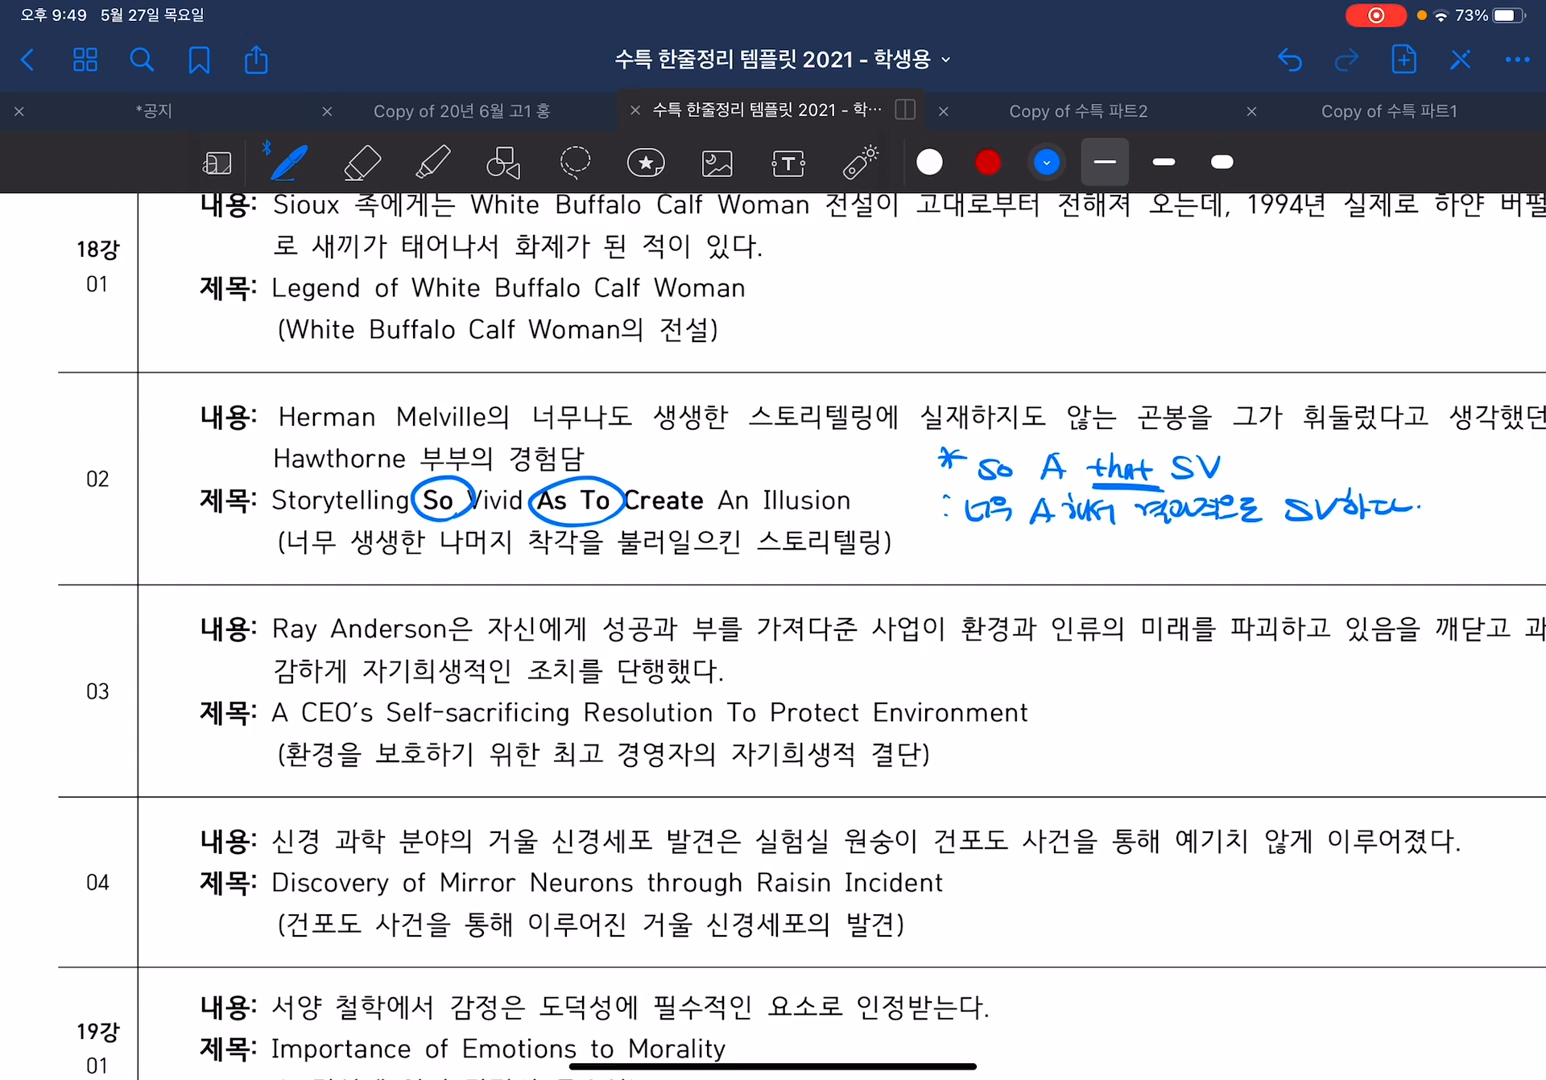 오후 9:49 5월 27일 목요일
73%
수특 한줄정리 템플릿 2021 - 학생용
*공지
Copy of 20년 6월 고1 홍
수특 한줄정리 템플릿 2021 - 학…
Copy of 수특 파트2
Copy of 수특 파트1
내용: Sioux 족에게는 White Buffalo Calf Woman 전설이 고대로부터 전해져 오는데, 1994년 실제로 하얀 버펄
18강
로 새끼가 태어나서 화제가 된 적이 있다.
01
제목: Legend of White Buffalo Calf Woman
(White Buffalo Calf Woman의 전설)
내용: Herman Melville의 너무나도 생생한 스토리텔링에 실재하지도 않는 곤봉을 그가 휘둘렀다고 생각했던
Hawthorne 부부의 경험담
* so A that SV
02
제목: Storytelling So Vivid As To Create An Illusion
: 너무 A해서 결과적으로 SV하다.
(너무 생생한 나머지 착각을 불러일으킨 스토리텔링)
내용: Ray Anderson은 자신에게 성공과 부를 가져다준 사업이 환경과 인류의 미래를 파괴하고 있음을 깨닫고 과
감하게 자기희생적인 조치를 단행했다.
03
제목: A CEO's Self-sacrificing Resolution To Protect Environment
(환경을 보호하기 위한 최고 경영자의 자기희생적 결단)
내용: 신경 과학 분야의 거울 신경세포 발견은 실험실 원숭이 건포도 사건을 통해 예기치 않게 이루어졌다.
04
제목: Discovery of Mirror Neurons through Raisin Incident
(건포도 사건을 통해 이루어진 거울 신경세포의 발견)
내용: 서양 철학에서 감정은 도덕성에 필수적인 요소로 인정받는다.
19강
제목: Importance of Emotions to Morality
01